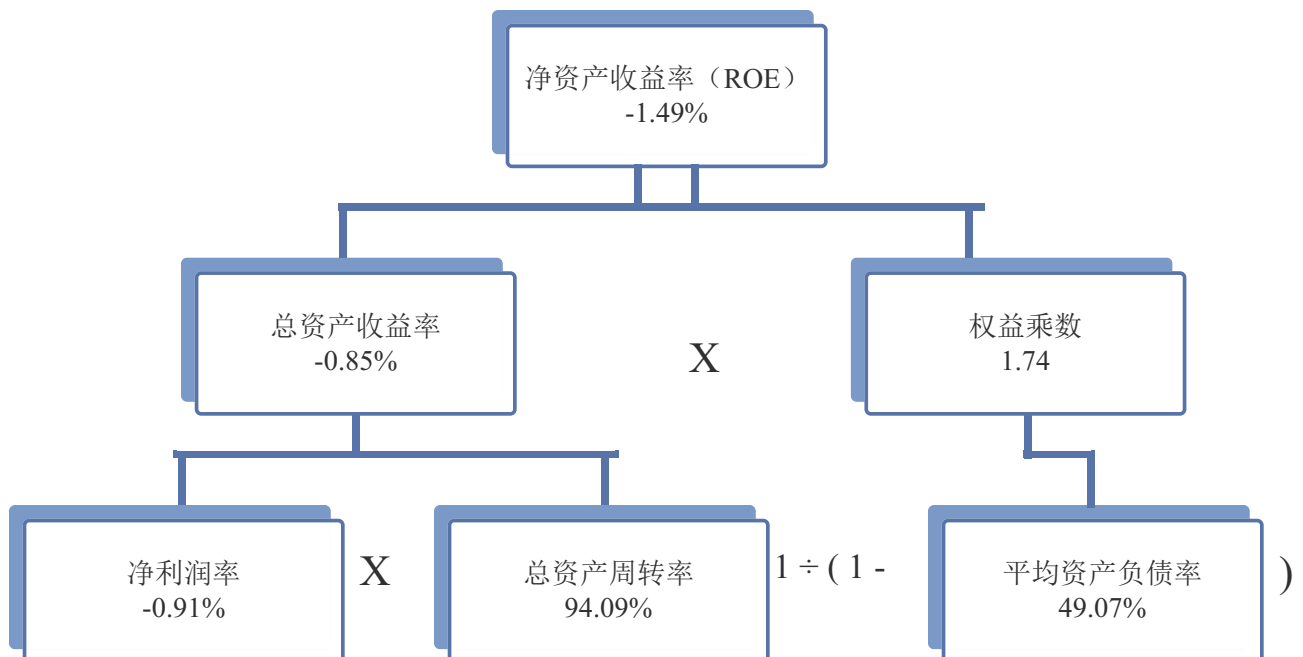 净资产收益率（ROE）
-1.49%
总资产收益率
-0.85%
X
权益乘数
1.74
净利润率
-0.91%
X
总资产周转率
94.09%
1 ÷ ( 1 -
平均资产负债率
49.07%
)